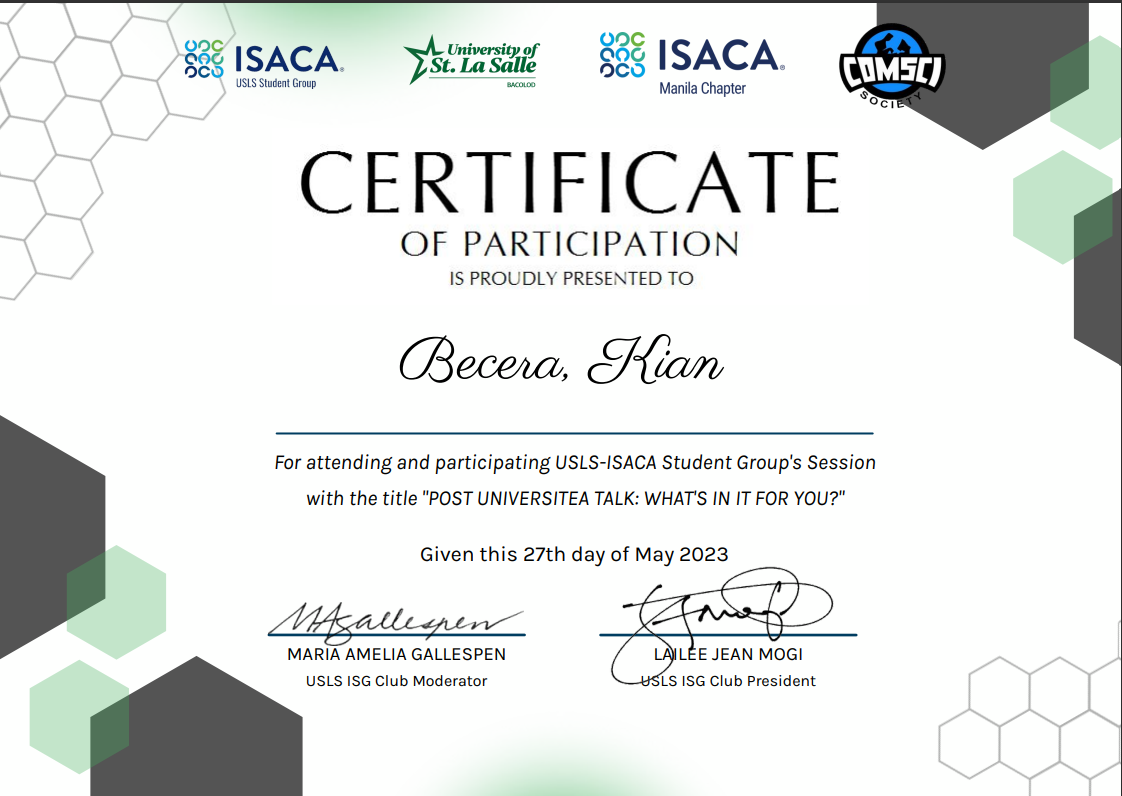 ISACA®
USLS Student Group
University of
St. La Salle
BACOLOD
ISACA®
Manila Chapter
COMSCI
SOCIETY
CERTIFICATE
OF PARTICIPATION
IS PROUDLY PRESENTED TO
Becera, Kian
For attending and participating USLS-ISACA Student Group's Session
with the title "POST UNIVERSITEA TALK: WHAT'S IN IT FOR YOU?"
Given this 27th day of May 2023
MAGallespen
MARIA AMELIA GALLESPEN
LAILEE JEAN MOGI
USLS ISG Club Moderator
USLS ISG Club President